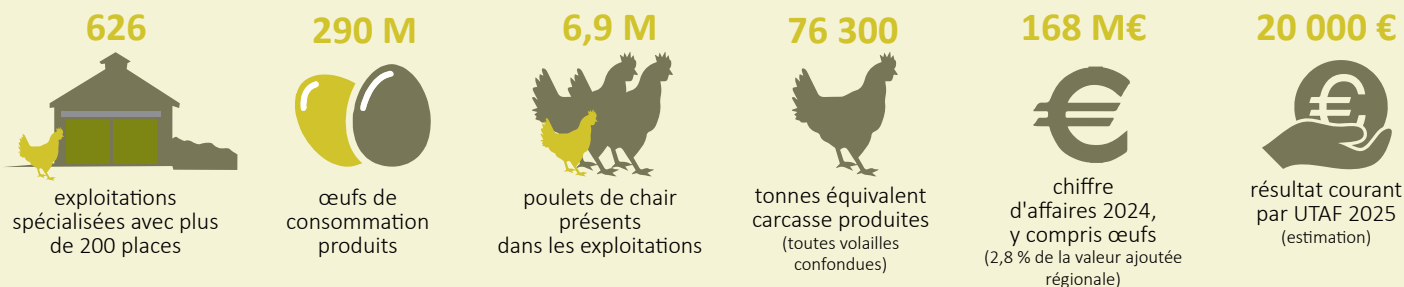 626
exploitations
spécialisées avec plus
de 200 places
290 M
œufs de
consommation
produits
6,9 M
poulets de chair
présents
dans les exploitations
76 300
tonnes équivalent
carcasse produites
(toutes volailles
confondues)
168 M€
chiffre
d'affaires 2024,
y compris œufs
(2,8 % de la valeur ajoutée
régionale)
20 000 €
résultat courant
par UTAF 2025
(estimation)